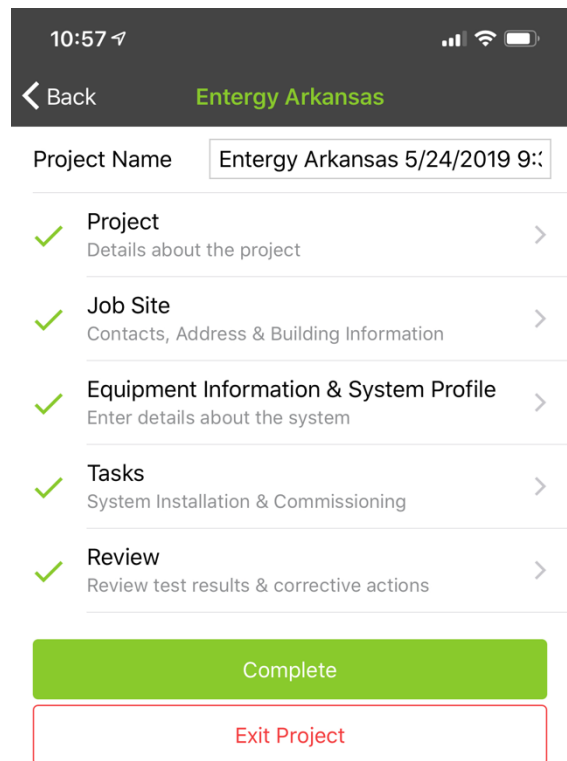 10:57
Back
Entergy Arkansas
Project Name
Entergy Arkansas 5/24/2019 9:
Project
Details about the project
Job Site
Contacts, Address & Building Information
Equipment Information & System Profile
Enter details about the system
Tasks
System Installation & Commissioning
Review
Review test results & corrective actions
Complete
Exit Project